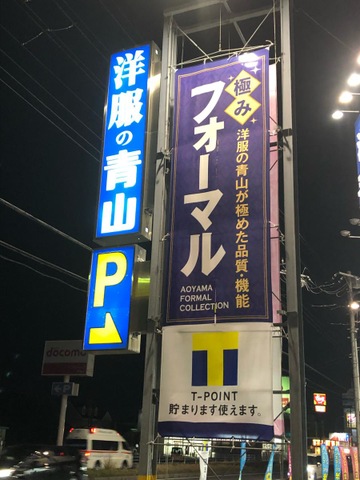 洋服の青山
P
極み
フォーマル
洋服の青山が極めた品質・機能
AOYAMA
FORMAL
COLLECTION
T
T-POINT
貯まります使えます。
docomo